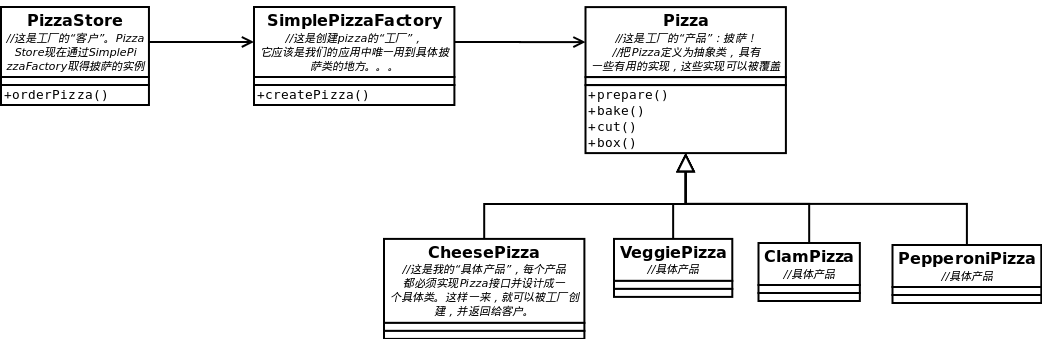 PizzaStore
//这是工厂的“客户”。Pizza
Store现在通过SimplePi
zzaFactory取得披萨的实例
+orderPizza()
SimplePizzaFactory
//这是创建pizza的“工厂”，
它应该是我们的应用中唯一用到具体披
萨类的地方。。。
+createPizza()
Pizza
//这是工厂的“产品”：披萨！
//把Pizza定义为抽象类，具有
一些有用的实现，这些实现可以被覆盖
+prepare()
+bake()
+cut()
+box()
CheesePizza
//这是我的“具体产品”，每个产品
都必须实现Pizza接口并设计成一
个具体类。这样一来，就可以被工厂创
建，并返回给客户。
VeggiePizza
//具体产品
ClamPizza
//具体产品
PepperoniPizza
//具体产品